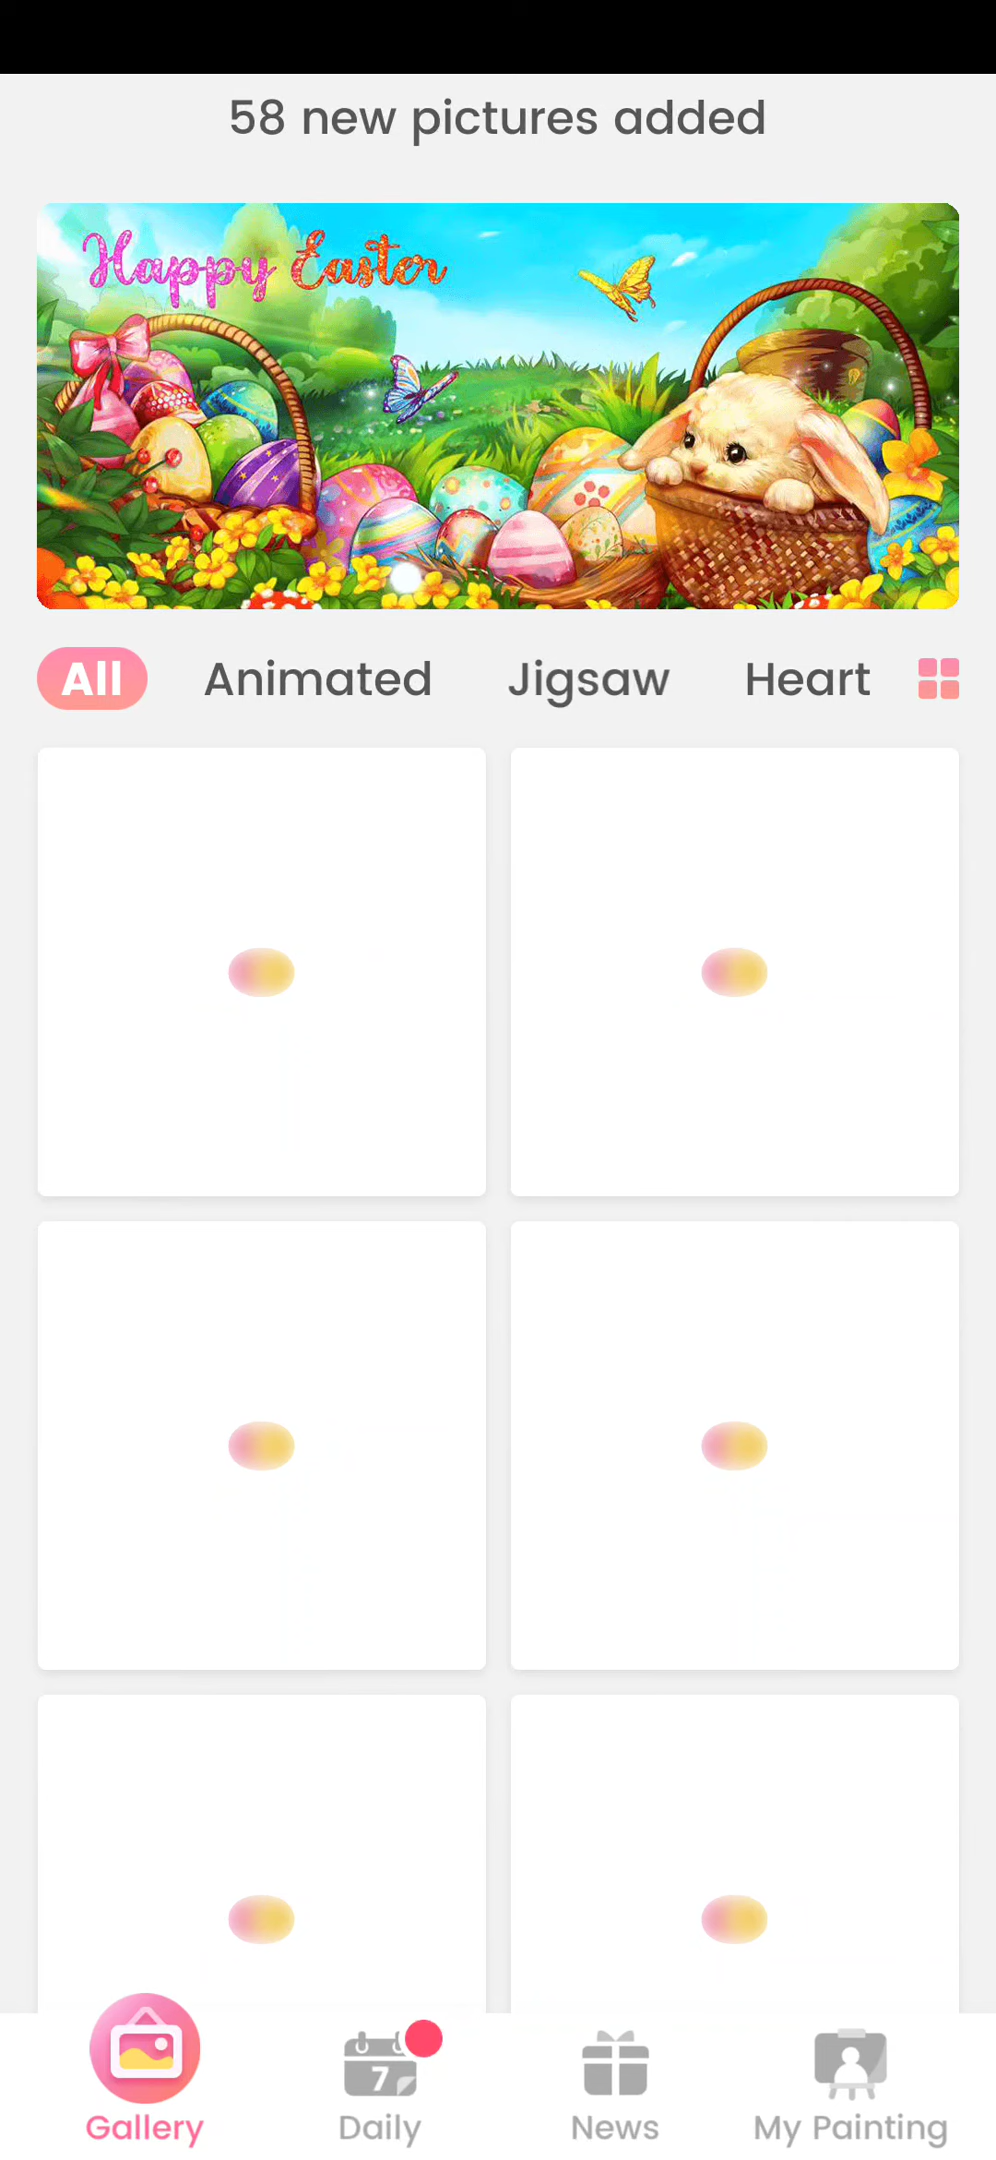 58 new pictures added
Happy Easter
All Animated Jigsaw Heart
7
Gallery Daily News My Painting